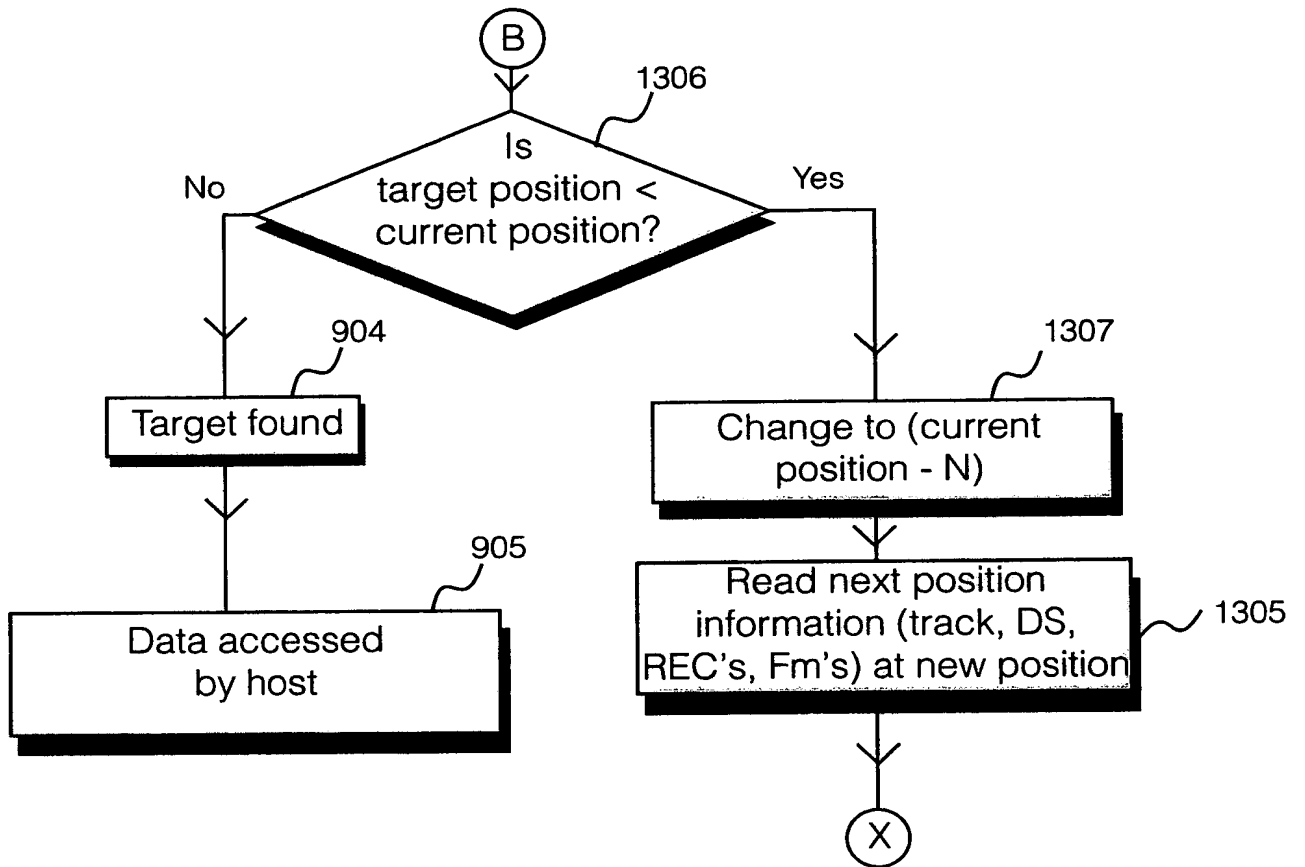 B
1306
Is
target position <
current position?
No
Yes
904
Target found
1307
Change to (current
position - N)
905
Data accessed
by host
Read next position
information (track, DS,
REC's, Fm's) at new position
1305
X